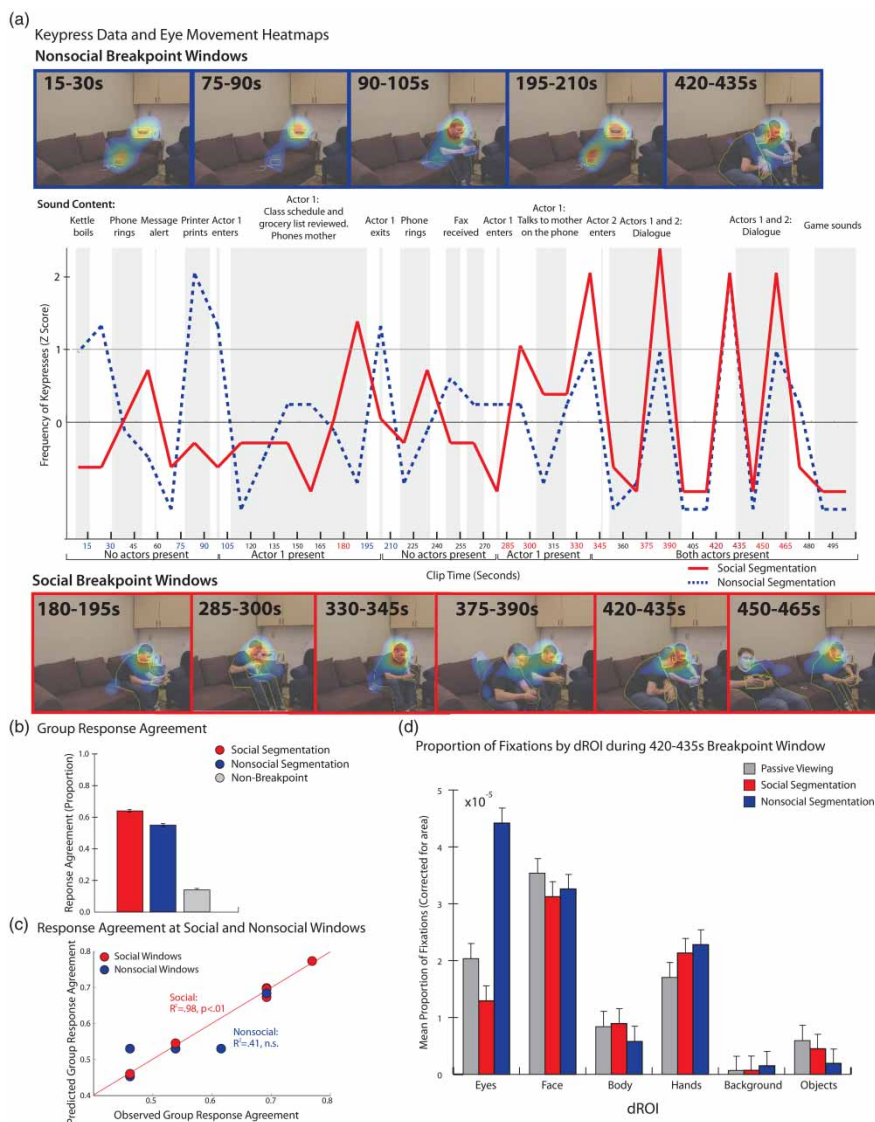 (a)
Keypress Data and Eye Movement Heatmaps
Nonsocial Breakpoint Windows
15-30s 75-90s 90-105s 195-210s 420-435s
Sound Content:
Kettle boils
Phone rings
Message alert
Printer prints
Actor 1 enters
Actor 1: Class schedule and grocery list reviewed. Phones mother
Actor 1 exits
Phone rings
Fax received
Actor 1 enters
Actor 1: Talks to mother on the phone
Actor 2 enters
Actors 1 and 2: Dialogue
Actors 1 and 2: Dialogue
Game sounds
Frequency of Keypresses (Z Score)
2
1
0
15 30 45 60 75 90 105 120 135 150 165 180 195 210 225 240 255 270 285 300 315 330 345 360 375 390 405 420 435 450 465 480 495
No actors present Actor 1 present No actors present Actor 1 present Both actors present
Clip Time (Seconds)
Social Segmentation
Nonsocial Segmentation
Social Breakpoint Windows
180-195s 285-300s 330-345s 375-390s 420-435s 450-465s
(b) Group Response Agreement
Social Segmentation
Nonsocial Segmentation
Non-Breakpoint
Reponse Agreement (Proportion)
1.0
0.8
0.6
0.4
0.2
0.0
(c) Response Agreement at Social and Nonsocial Windows
Social Windows
Nonsocial Windows
Social:
R²=.98, p<.01
Nonsocial:
R²=.41, n.s.
Predicted Group Response Agreement
0.8
0.7
0.6
0.5
0.4
0.5 0.6 0.7 0.8
Observed Group Response Agreement
(d)
Proportion of Fixations by dROI during 420-435s Breakpoint Window
Passive Viewing
Social Segmentation
Nonsocial Segmentation
x10⁻⁵
Mean Proportion of Fixations (Corrected for area)
5
4
3
2
1
0
Eyes Face Body Hands Background Objects
dROI